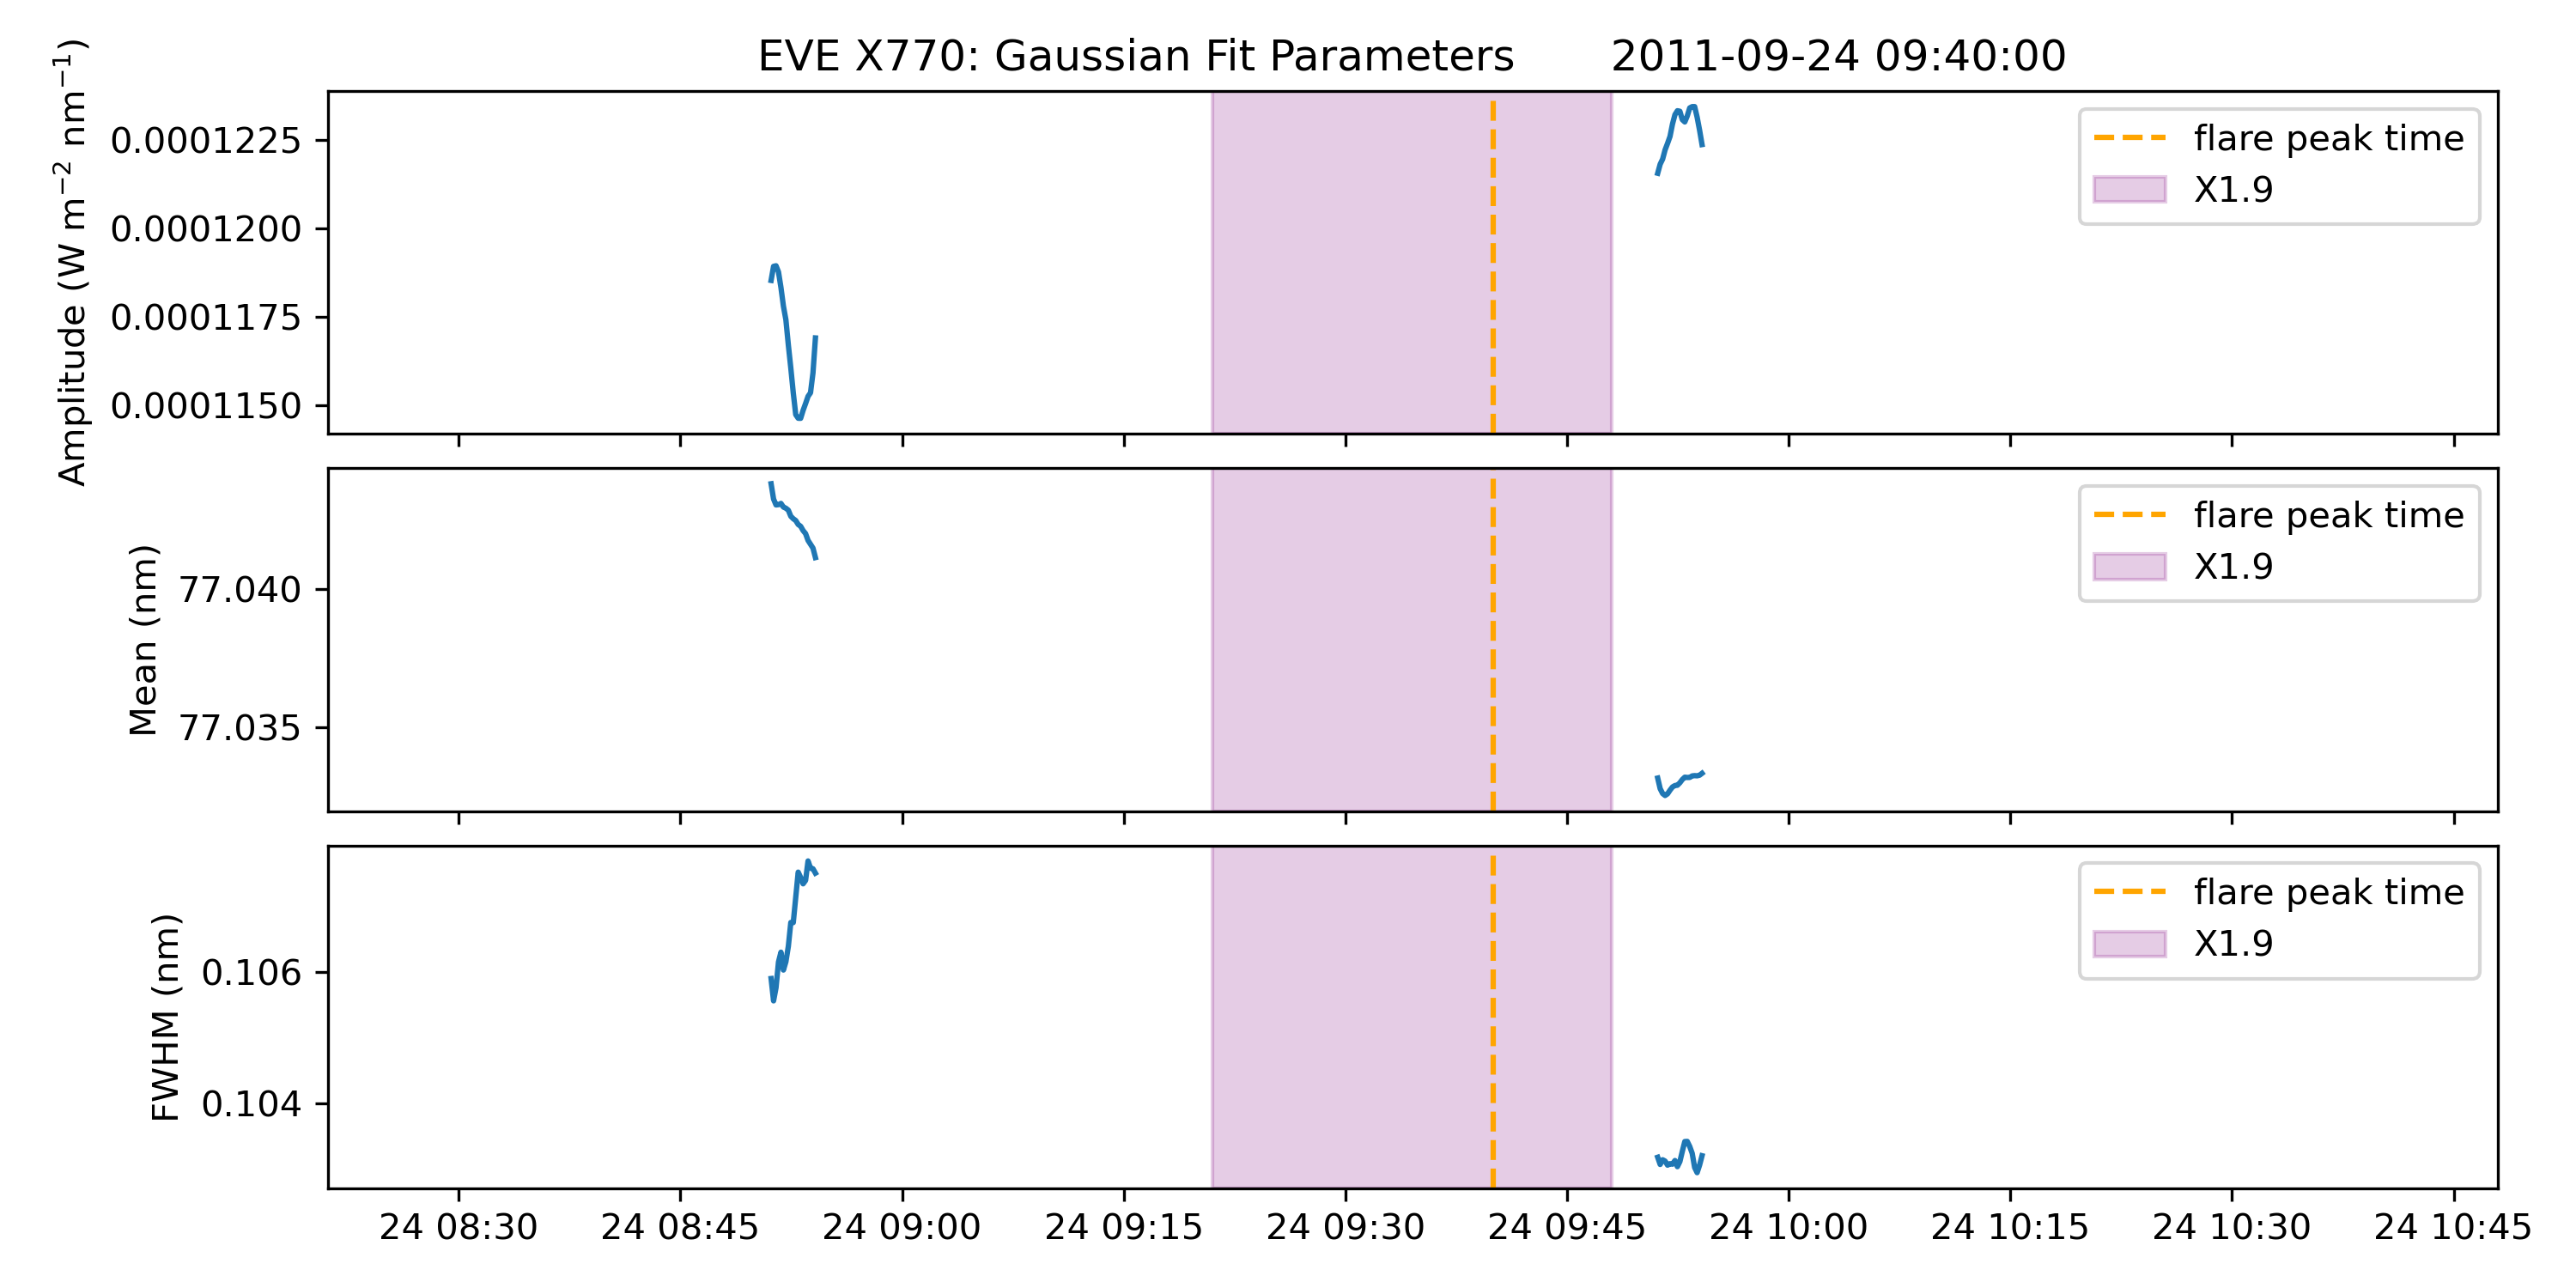 EVE X770: Gaussian Fit Parameters 2011-09-24 09:40:00
Amplitude (W m⁻² nm⁻¹)
0.0001225
0.0001200
0.0001175
0.0001150
flare peak time
X1.9
Mean (nm)
77.040
77.035
flare peak time
X1.9
FWHM (nm)
0.106
0.104
flare peak time
X1.9
24 08:30 24 08:45 24 09:00 24 09:15 24 09:30 24 09:45 24 10:00 24 10:15 24 10:30 24 10:45